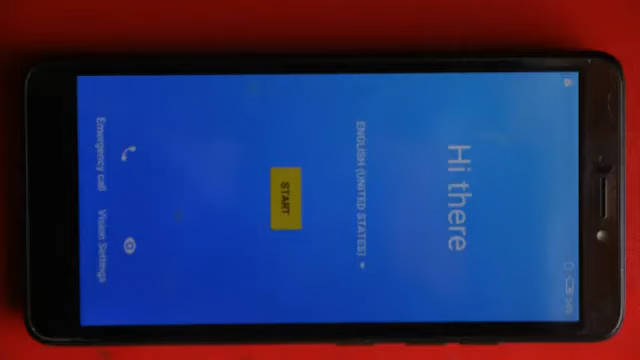 Hi there
ENGLISH (UNITED STATES)
START
Emergency call
Vision Settings